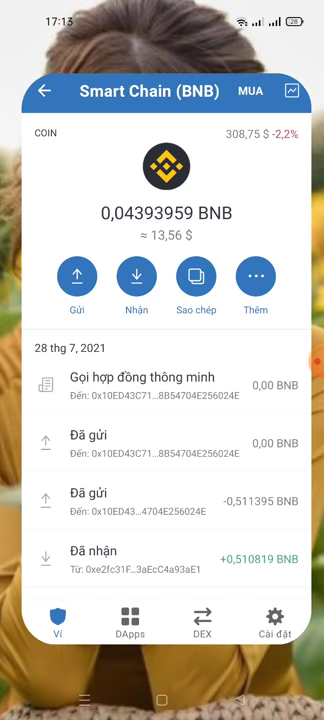 17:13
28
Smart Chain (BNB)
MUA
COIN
308,75 $ -2,2%
0,04393959 BNB
≈ 13,56 $
Gửi
Nhận
Sao chép
Thêm
28 thg 7, 2021
Gọi hợp đồng thông minh
0,00 BNB
Đến: 0x10ED43C71...8B54704E256024E
Đã gửi
0,00 BNB
Đến: 0x10ED43C71...8B54704E256024E
Đã gửi
-0,511395 BNB
Đến: 0x10ED43...4704E256024E
Đã nhận
+0,510819 BNB
Từ: 0xe2fc31F...3aEcC4a93aE1
Ví
DApps
DEX
Cài đặt